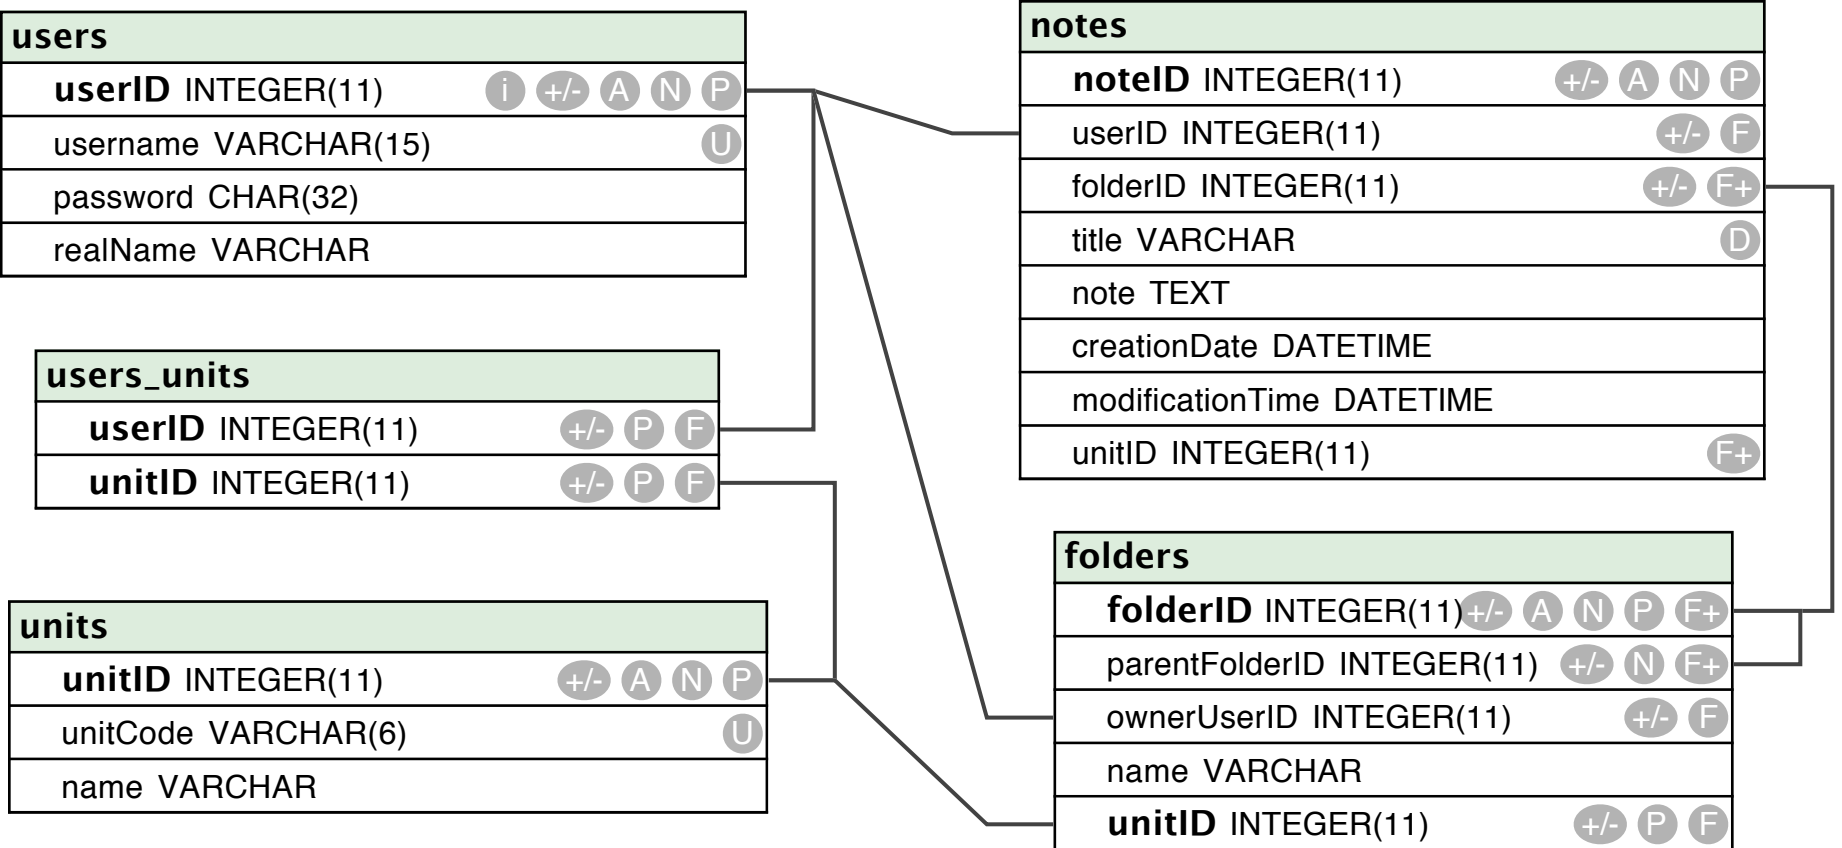 users
userID INTEGER(11) i +/- A N P
username VARCHAR(15) U
password CHAR(32)
realName VARCHAR
users_units
userID INTEGER(11) +/- P F
unitID INTEGER(11) +/- P F
units
unitID INTEGER(11) +/- A N P
unitCode VARCHAR(6) U
name VARCHAR
notes
noteID INTEGER(11) +/- A N P
userID INTEGER(11) +/- F
folderID INTEGER(11) +/- F+
title VARCHAR D
note TEXT
creationDate DATETIME
modificationTime DATETIME
unitID INTEGER(11) F+
folders
folderID INTEGER(11) +/- A N P F+
parentFolderID INTEGER(11) +/- N F+
ownerUserID INTEGER(11) +/- F
name VARCHAR
unitID INTEGER(11) +/- P F